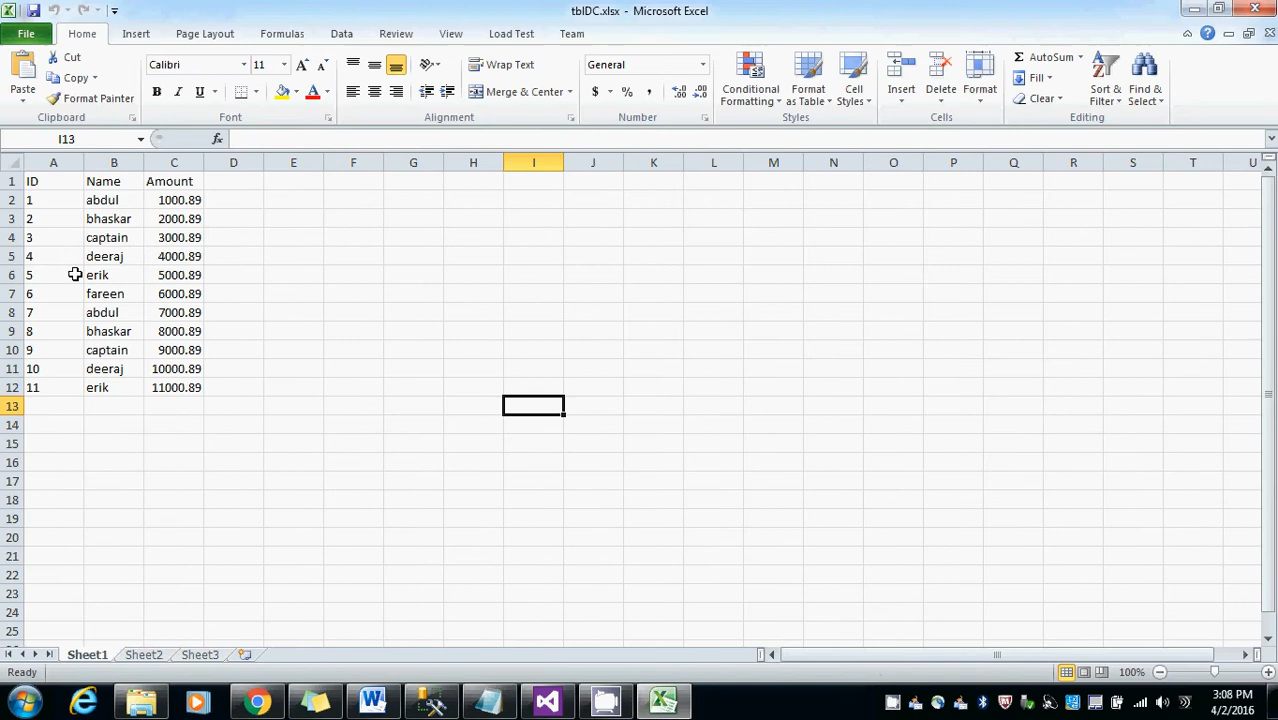 tblDC.xlsx - Microsoft Excel
File Home Insert Page Layout Formulas Data Review View Load Test Team
Paste Cut Copy Format Painter Clipboard
Calibri 11 B I U A A A Font
Wrap Text Merge & Center Alignment
General $ % , Number
Conditional Formatting Format as Table Cell Styles Styles
Insert Delete Format Cells
Σ AutoSum Fill Clear Sort & Filter Find & Select Editing
I13 fx
A B C D E F G H I J K L M N O P Q R S T U
1 ID Name Amount
2 1 abdul 1000.89
3 2 bhaskar 2000.89
4 3 captain 3000.89
5 4 deeraj 4000.89
6 5 erik 5000.89
7 6 fareen 6000.89
8 7 abdul 7000.89
9 8 bhaskar 8000.89
10 9 captain 9000.89
11 10 deeraj 10000.89
12 11 erik 11000.89
13
14
15
16
17
18
19
20
21
22
23
24
25
Sheet1 Sheet2 Sheet3
Ready 100%
3:08 PM
4/2/2016